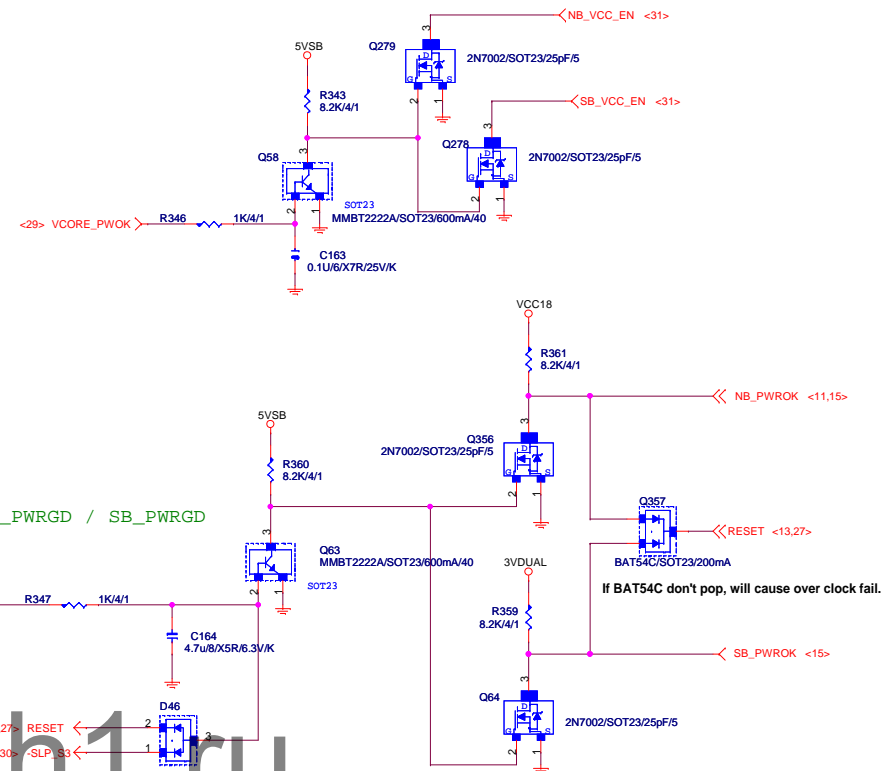 NB_VCC_EN <31>
3
5VSB
Q279
2N7002/SOT23/25pF/5
D
G
S
2
1
R343
8.2K/4/1
SB_VCC_EN <31>
3
Q278
2N7002/SOT23/25pF/5
D
G
S
2
1
3
Q58
SOT23
MMBT2222A/SOT23/600mA/40
2
1
<29> VCORE_PWOK
R346
1K/4/1
C163
0.1U/6/X7R/25V/K
VCC18
R361
8.2K/4/1
NB_PWROK <11,15>
5VSB
3
Q356
2N7002/SOT23/25pF/5
D
G
S
2
1
R360
8.2K/4/1
Q357
RESET <13,27>
BAT54C/SOT23/200mA
If BAT54C don't pop, will cause over clock fail.
_PWRGD / SB_PWRGD
3
Q63
MMBT2222A/SOT23/600mA/40
SOT23
2
1
3VDUAL
R359
8.2K/4/1
R347
1K/4/1
C164
4.7u/8/X5R/6.3V/K
SB_PWROK <15>
3
Q64
2N7002/SOT23/25pF/5
D
G
S
2
1
D46
27> RESET
2
3
30> -SLP_S3
1
h1.ru